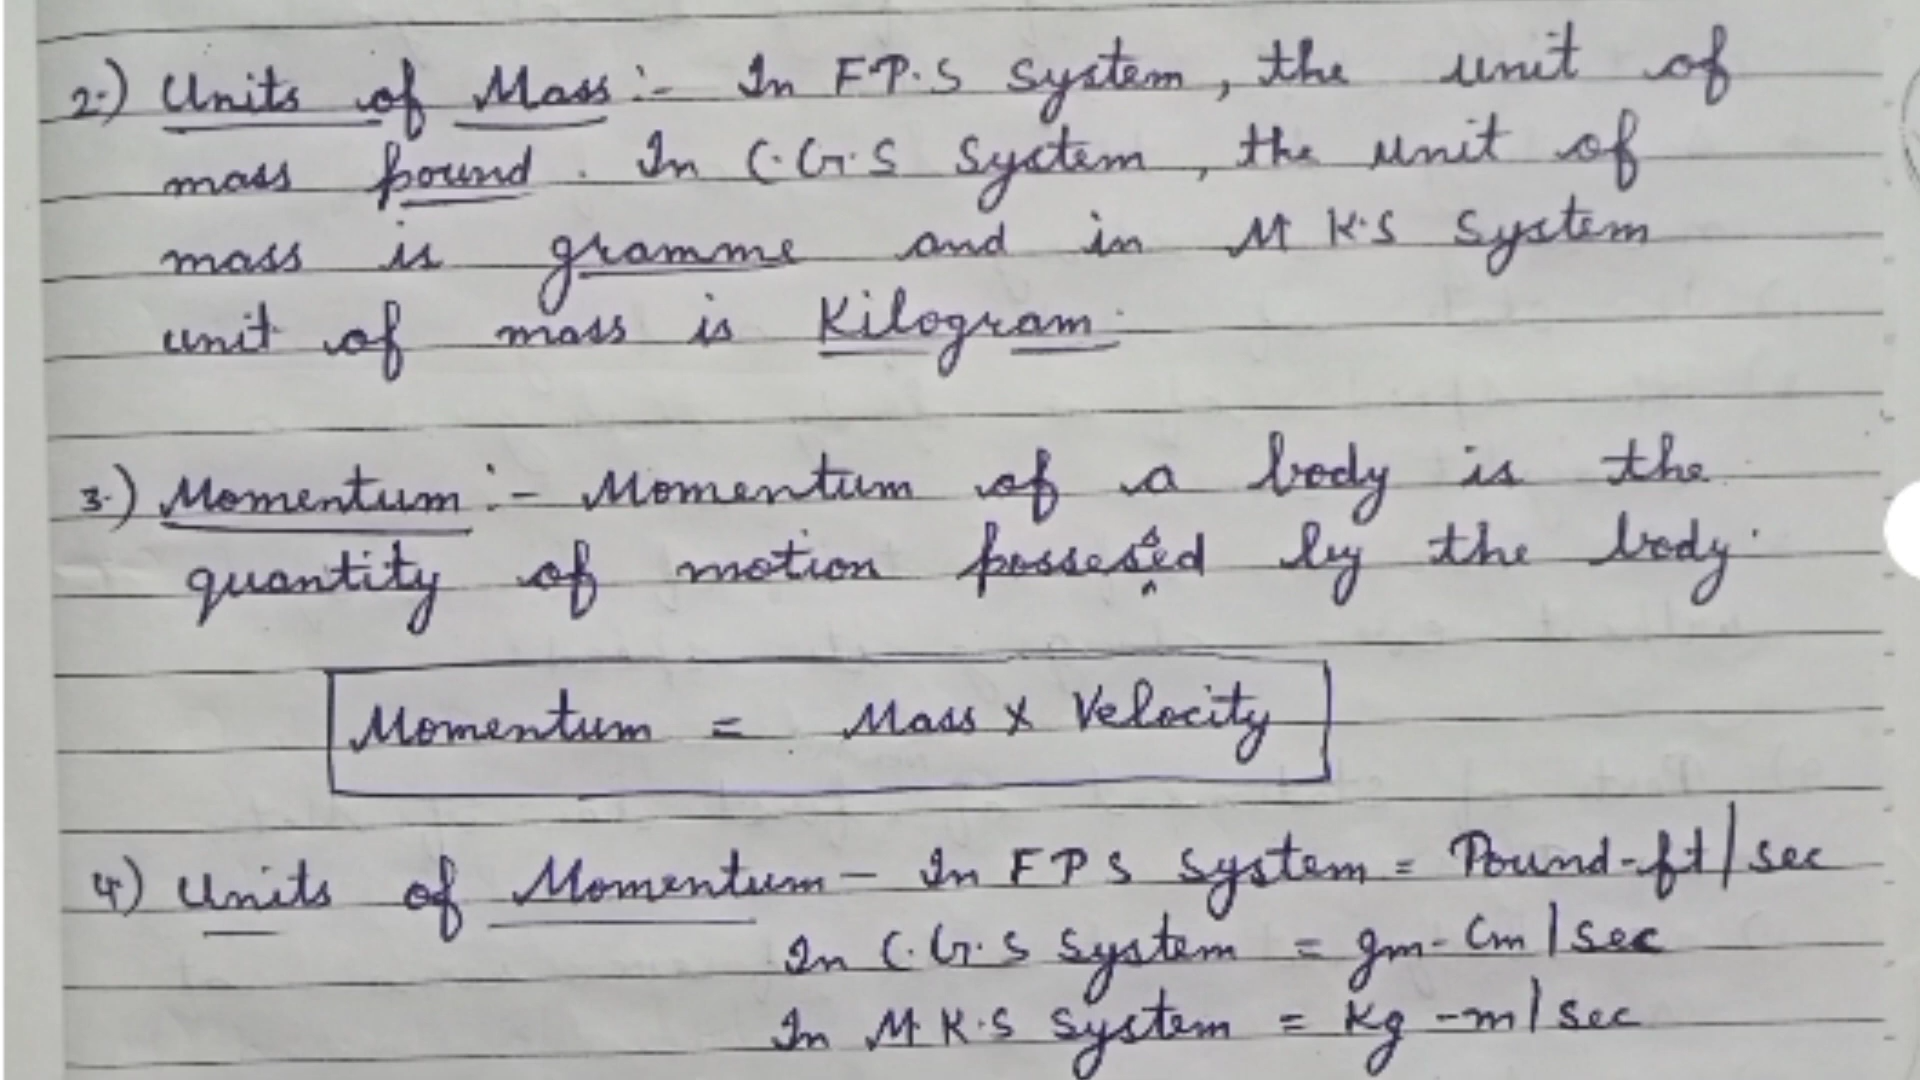 2.) Units of Mass :- In F.P.S System, the unit of
mass pound. In C.G.S System, the unit of
mass is gramme and in M K.S System
unit of mass is Kilogram.
3.) Momentum :- Momentum of a body is the
quantity of motion possessed by the body.
Momentum = Mass x Velocity
4) Units of Momentum - In F P S System = Pound-ft/sec
In C.G.S System = gm-Cm/sec
In M.K.S System = Kg-m/sec